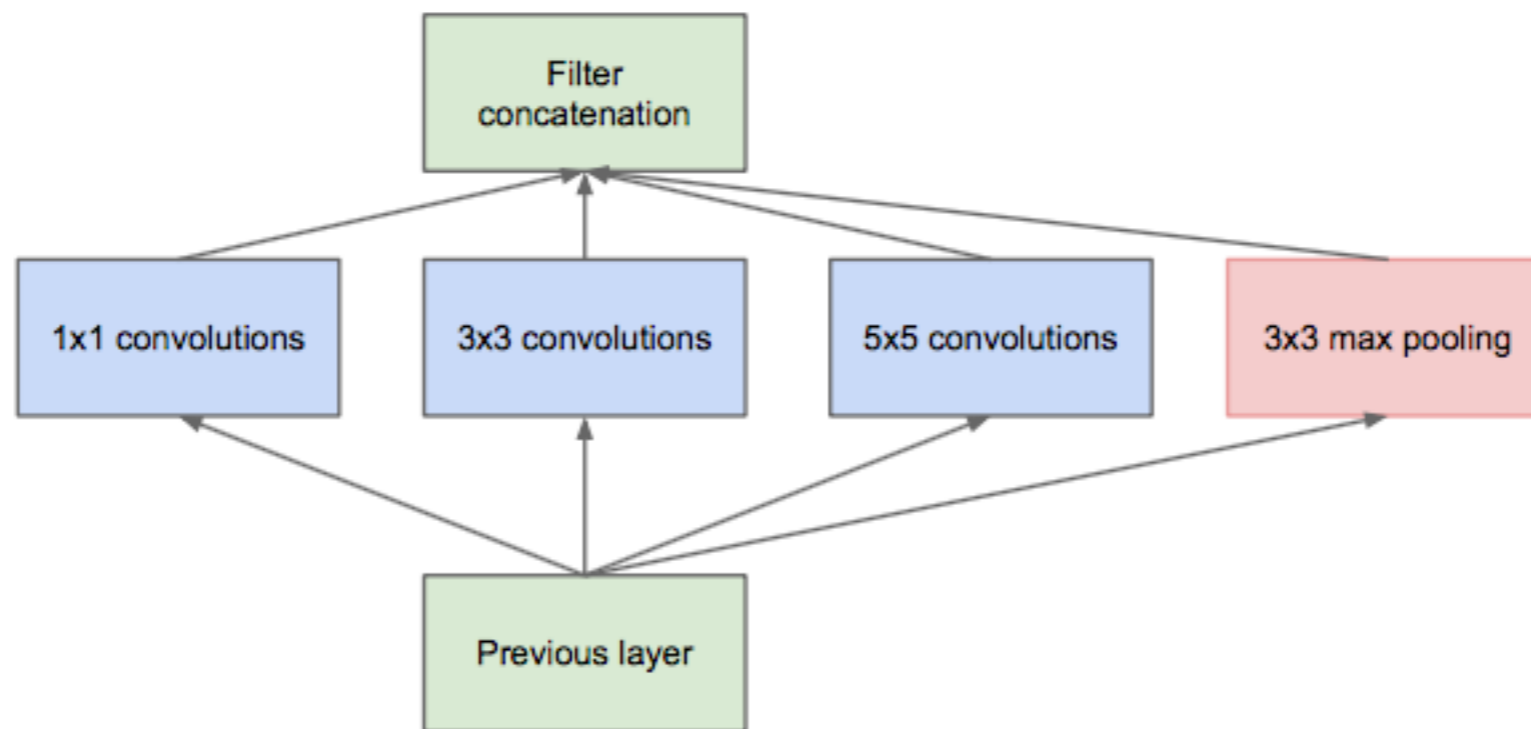 Filter
concatenation
1x1 convolutions
3x3 convolutions
5x5 convolutions
3x3 max pooling
Previous layer